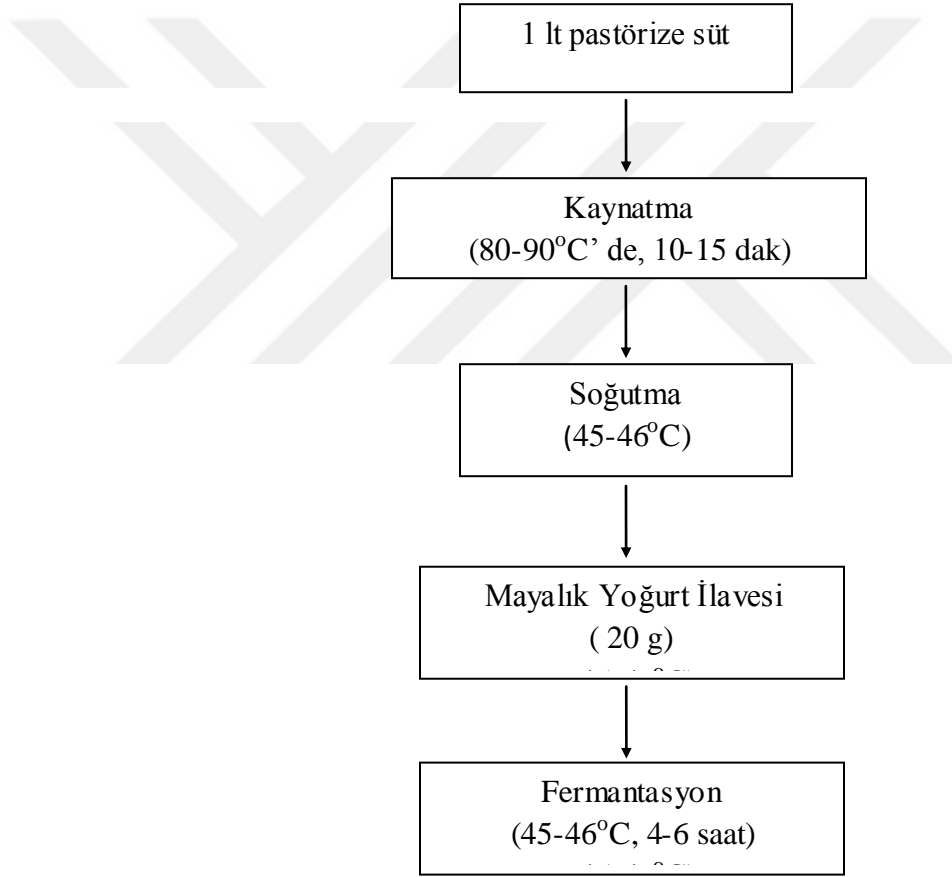 1 lt pastörize süt
Kaynatma
(80-90°C’ de, 10-15 dak)
Soğutma
(45-46°C)
Mayalık Yoğurt İlavesi
( 20 g)
Fermantasyon
(45-46°C, 4-6 saat)